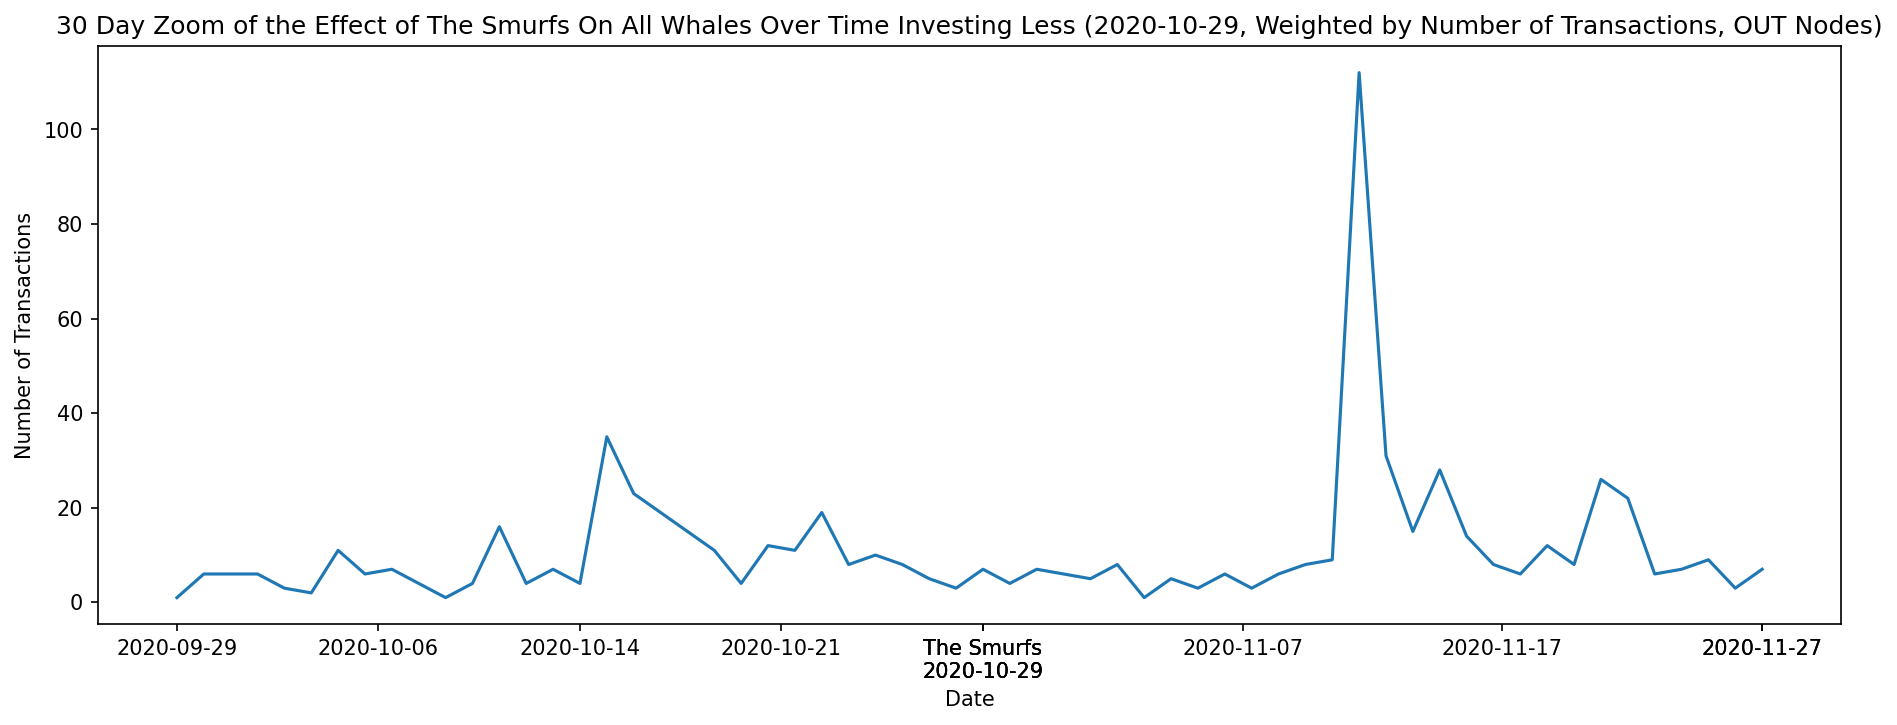 30 Day Zoom of the Effect of The Smurfs On All Whales Over Time Investing Less (2020-10-29, Weighted by Number of Transactions, OUT Nodes)
Number of Transactions
100
80
60
40
20
0
2020-09-29 2020-10-06 2020-10-14 2020-10-21 The Smurfs 2020-11-07 2020-11-17 2020-11-27
2020-10-29
Date